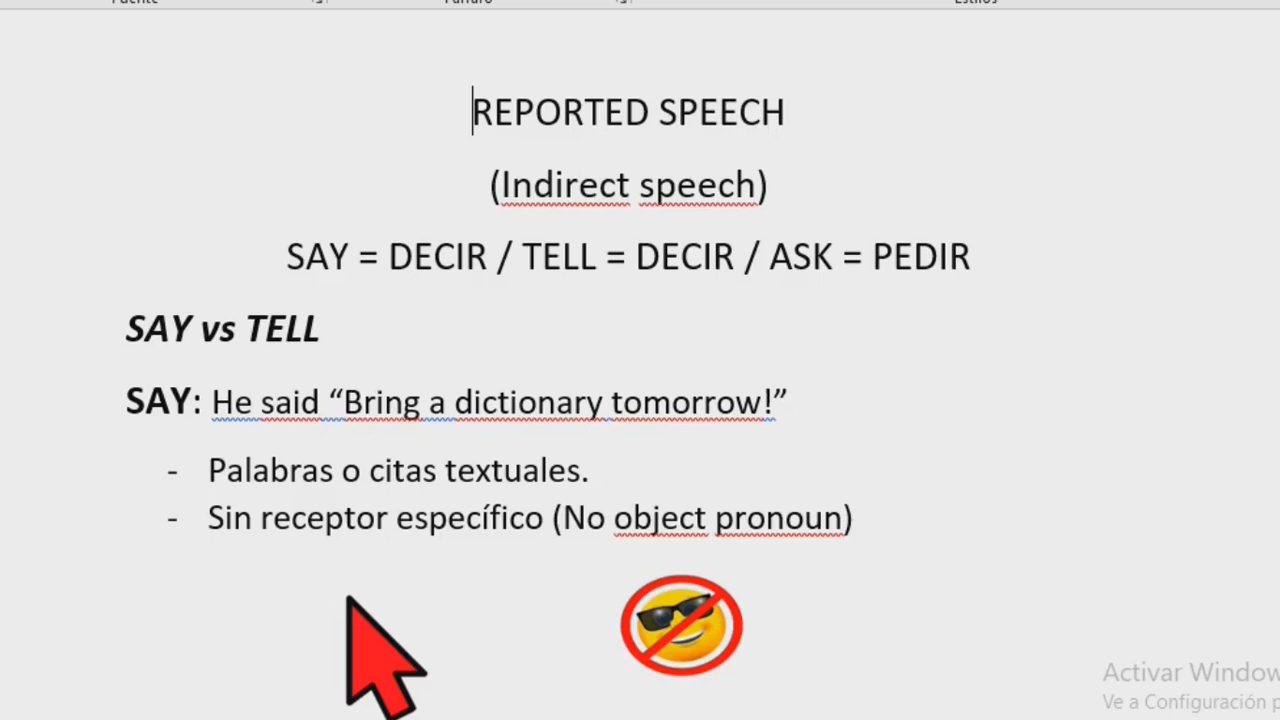 REPORTED SPEECH
(Indirect speech)
SAY = DECIR / TELL = DECIR / ASK = PEDIR
SAY vs TELL
SAY: He said “Bring a dictionary tomorrow!”
- Palabras o citas textuales.
- Sin receptor específico (No object pronoun)
Activar Window
Ve a Configuración p